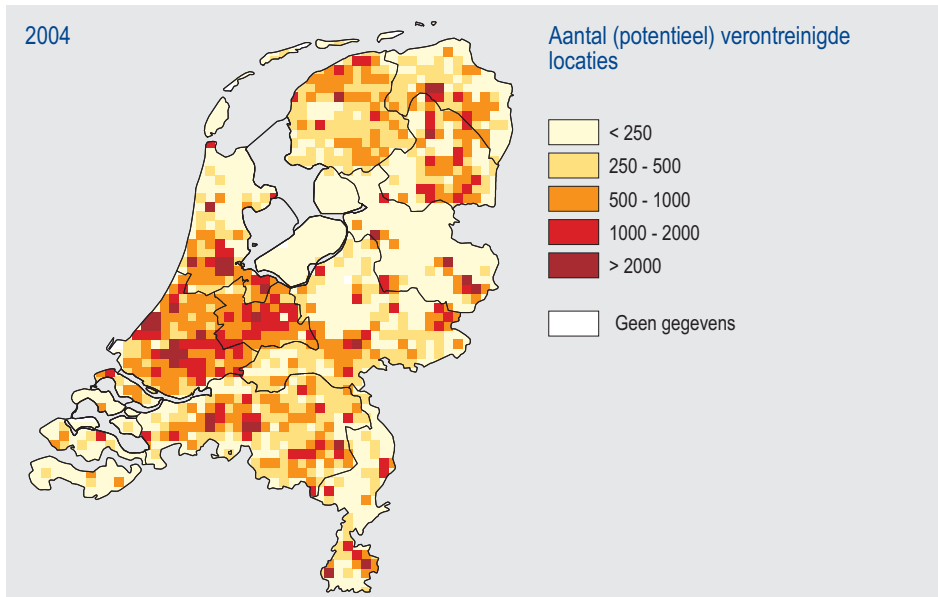 2004
Aantal (potentieel) verontreinigde
locaties
< 250
250 - 500
500 - 1000
1000 - 2000
> 2000
Geen gegevens